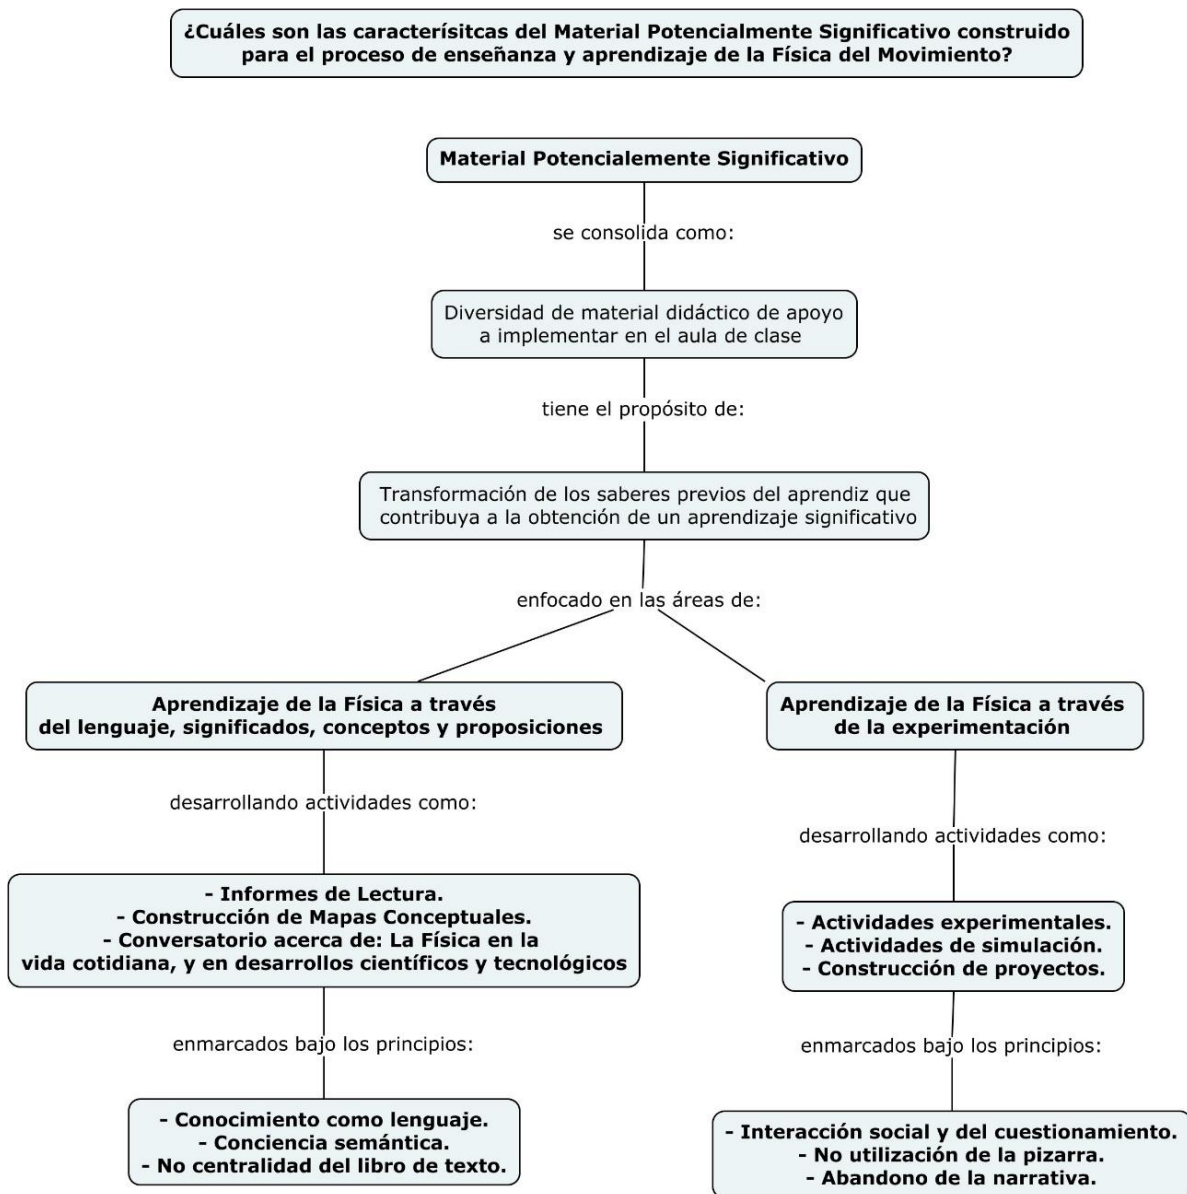 ¿Cuáles son las caracterísitcas del Material Potencialmente Significativo construido
para el proceso de enseñanza y aprendizaje de la Física del Movimiento?
Material Potencialemente Significativo
se consolida como:
Diversidad de material didáctico de apoyo
a implementar en el aula de clase
tiene el propósito de:
Transformación de los saberes previos del aprendiz que
contribuya a la obtención de un aprendizaje significativo
enfocado en las áreas de:
Aprendizaje de la Física a través
del lenguaje, significados, conceptos y proposiciones
desarrollando actividades como:
- Informes de Lectura.
- Construcción de Mapas Conceptuales.
- Conversatorio acerca de: La Física en la
vida cotidiana, y en desarrollos científicos y tecnológicos
enmarcados bajo los principios:
- Conocimiento como lenguaje.
- Conciencia semántica.
- No centralidad del libro de texto.
Aprendizaje de la Física a través
de la experimentación
desarrollando actividades como:
- Actividades experimentales.
- Actividades de simulación.
- Construcción de proyectos.
enmarcados bajo los principios:
- Interacción social y del cuestionamiento.
- No utilización de la pizarra.
- Abandono de la narrativa.